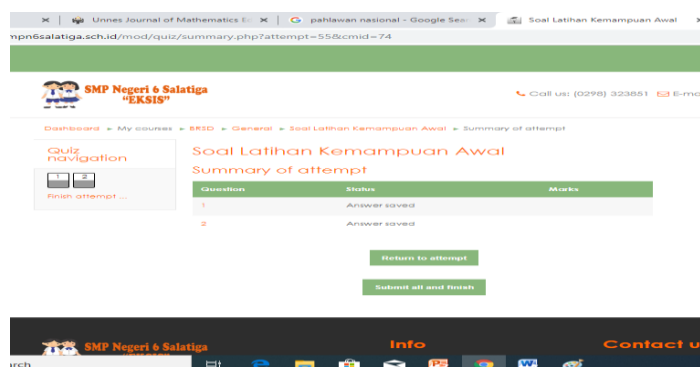 Unnes Journal of Mathematics Ec
pahlawan nasional - Google Sear
Soal Latihan Kemampuan Awal
mpn6salatiga.sch.id/mod/quiz/summary.php?attempt=55&cmid=74
SMP Negeri 6 Salatiga
"EKSIS"
Call us: (0298) 323851 E-ma
Dashboard ► My courses ► BRSD ► General ► Soal Latihan Kemampuan Awal ► Summary of attempt
Quiz
navigation
1 2
Finish attempt ...
Soal Latihan Kemampuan Awal
Summary of attempt
Question Status Marks
1 Answer saved
2 Answer saved
Return to attempt
Submit all and finish
SMP Negeri 6 Salatiga
Info
Contact u
arch